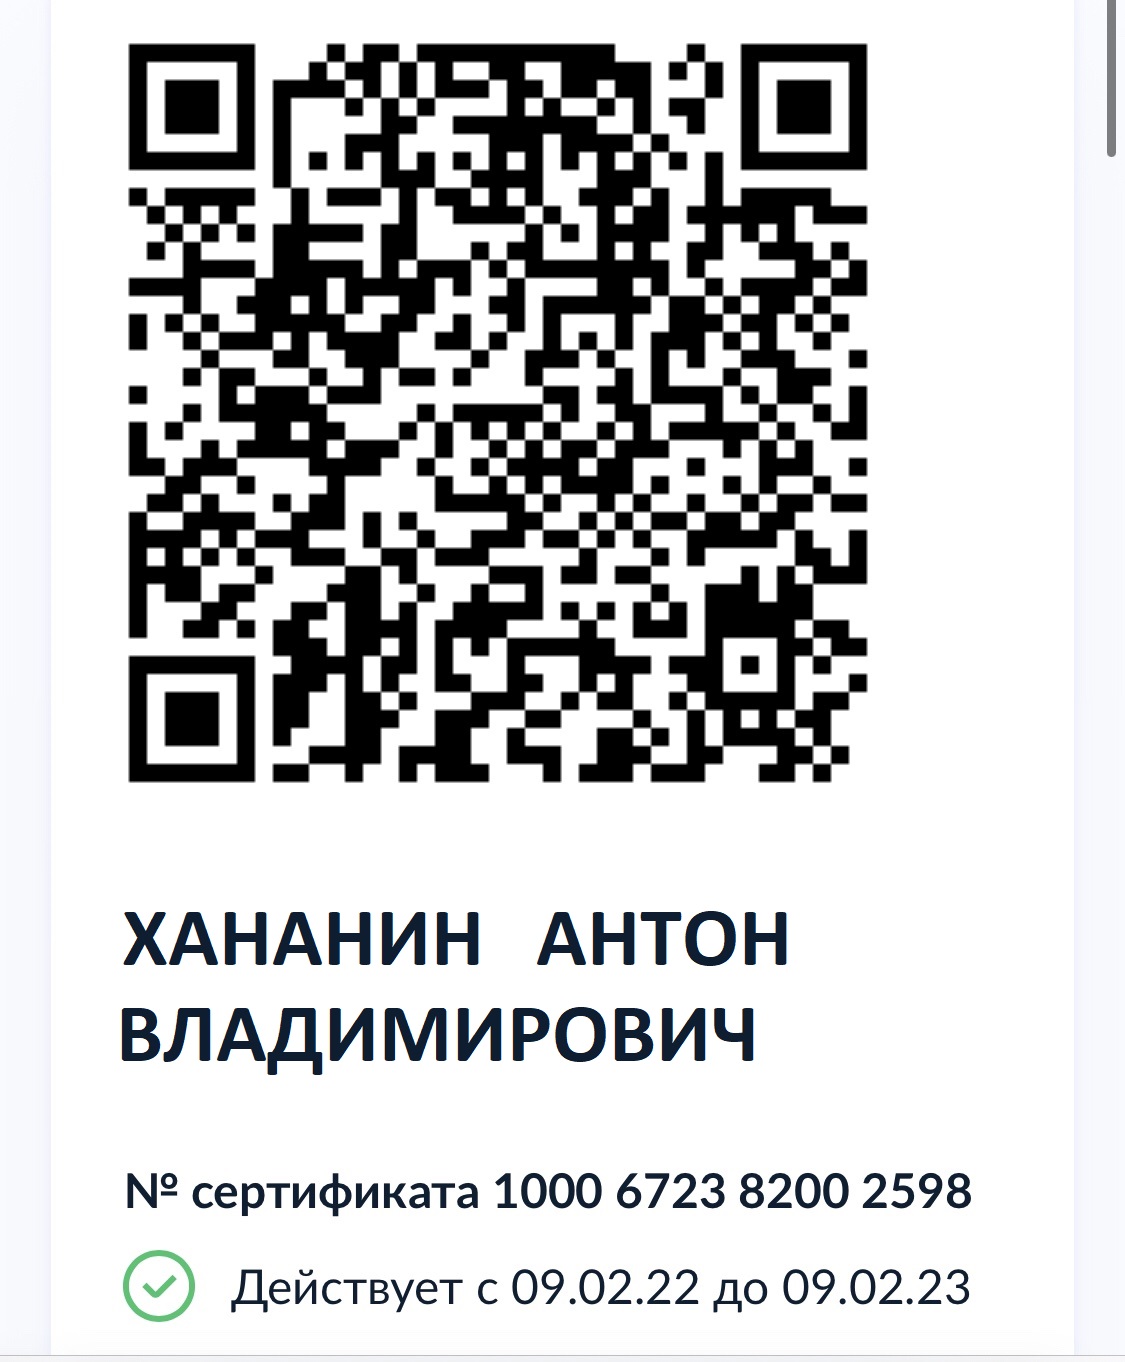 ХАНАНИН АНТОН
ВЛАДИМИРОВИЧ
№ сертификата 1000 6723 8200 2598
Действует с 09.02.22 до 09.02.23